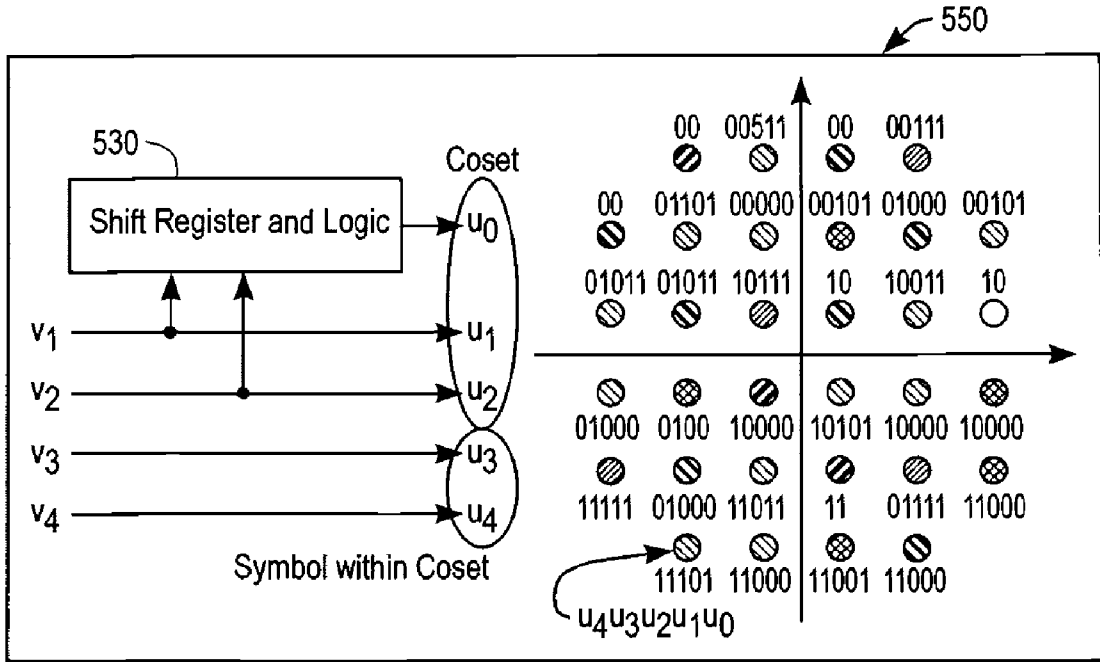 550
530
Shift Register and Logic
Coset
u0
u1
u2
u3
u4
v1
v2
v3
v4
Symbol within Coset
00 00511 00 00111
00 01101 00000 00101 01000 00101
01011 01011 10111 10 10011 10
01000 0100 10000 10101 10000 10000
11111 01000 11011 11 01111 11000
11101 11000 11001 11000
u4u3u2u1u0